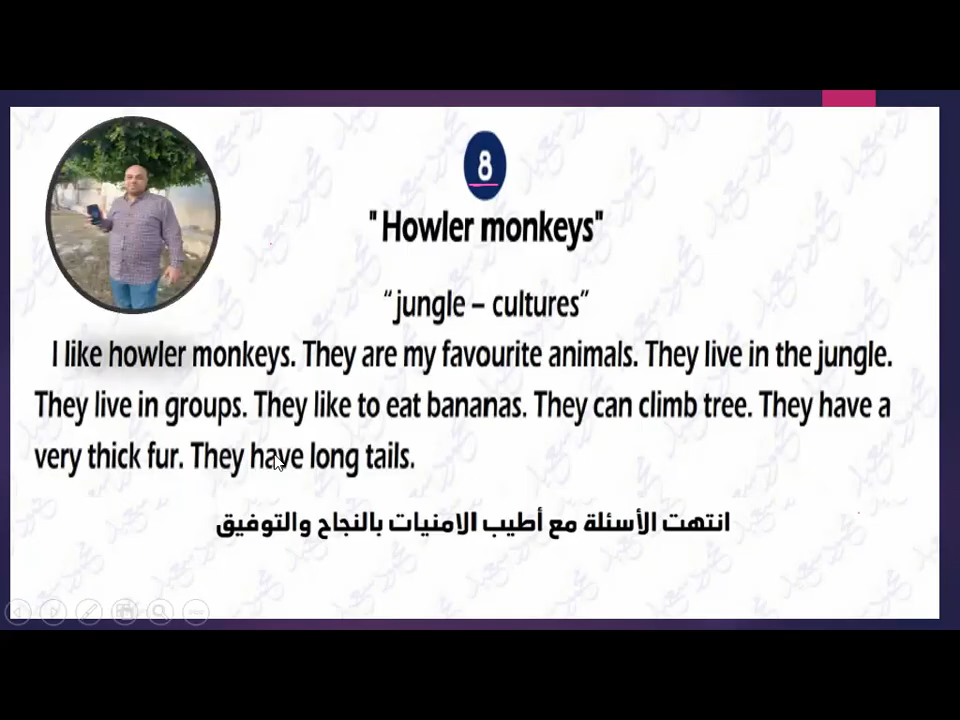 8
"Howler monkeys"
“jungle – cultures”
I like howler monkeys. They are my favourite animals. They live in the jungle.
They live in groups. They like to eat bananas. They can climb tree. They have a
very thick fur. They have long tails.
انتهت الأسئلة مع أطيب الامنيات بالنجاح والتوفيق